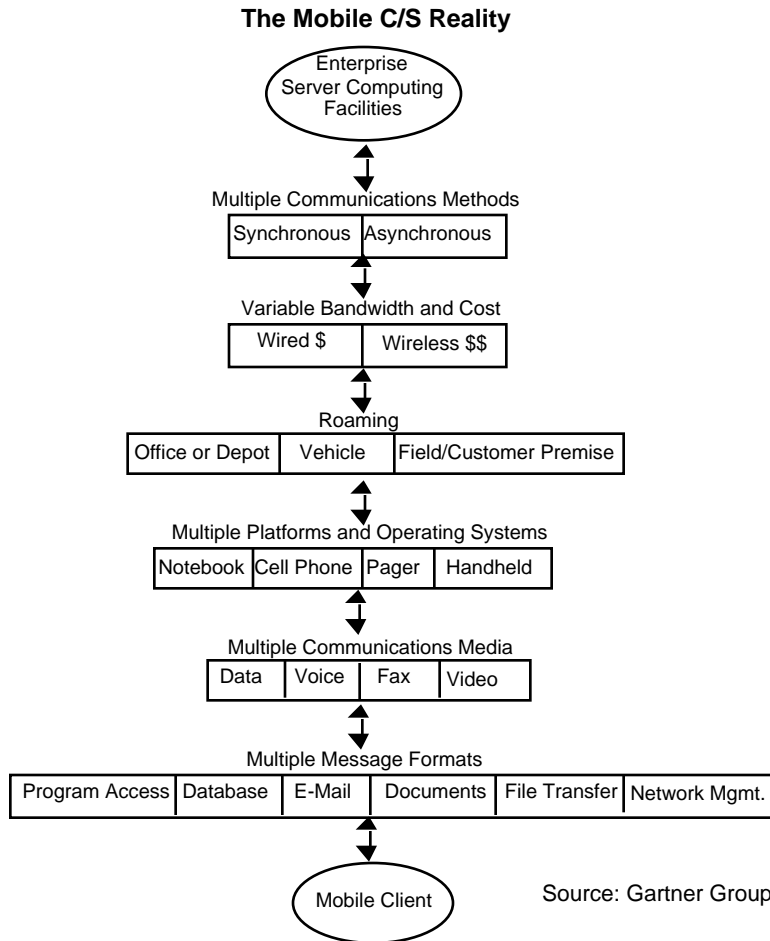 The Mobile C/S Reality
Enterprise
Server Computing
Facilities
Multiple Communications Methods
Synchronous Asynchronous
Variable Bandwidth and Cost
Wired $ Wireless $$
Roaming
Office or Depot Vehicle Field/Customer Premise
Multiple Platforms and Operating Systems
Notebook Cell Phone Pager Handheld
Multiple Communications Media
Data Voice Fax Video
Multiple Message Formats
Program Access Database E-Mail Documents File Transfer Network Mgmt.
Mobile Client
Source: Gartner Group